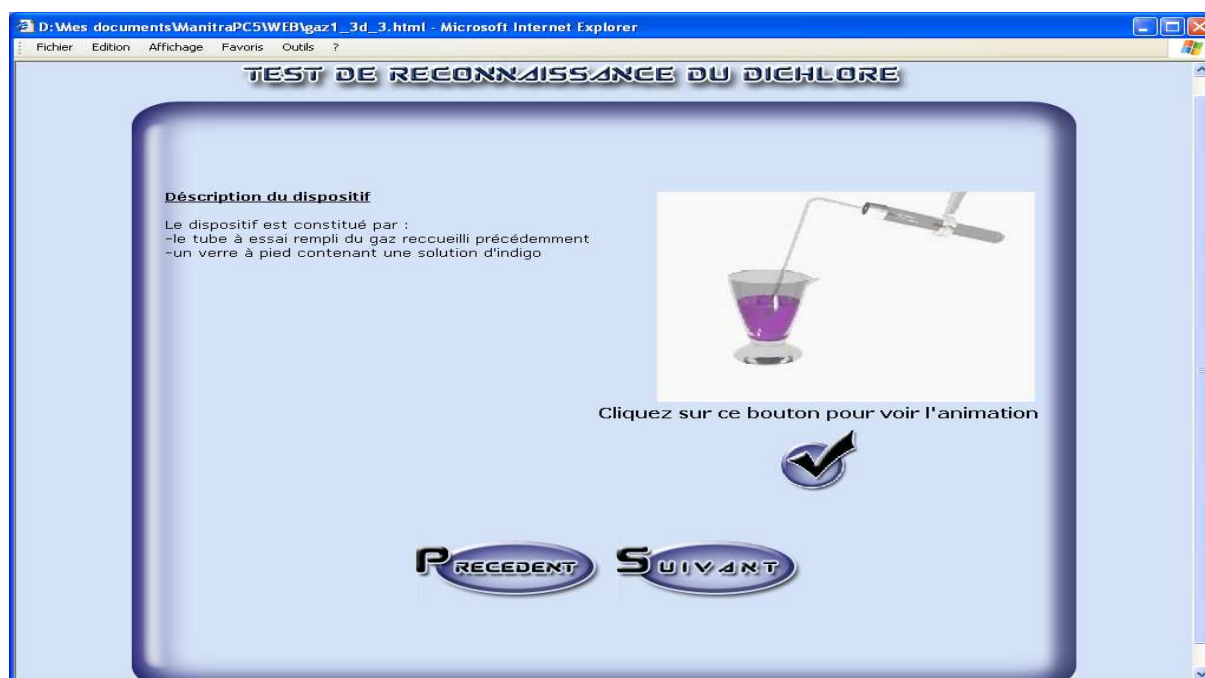 D:\Mes documents\ManitraPC5\WEB\gaz1_3d_3.html - Microsoft Internet Explorer
Fichier Edition Affichage Favoris Outils ?
TEST DE RECONNAISSANCE DU DICHLORE
Déscription du dispositif
Le dispositif est constitué par :
-le tube à essai rempli du gaz reccueilli précédemment
-un verre à pied contenant une solution d'indigo
Cliquez sur ce bouton pour voir l'animation
PRECEDENT SUIVANT